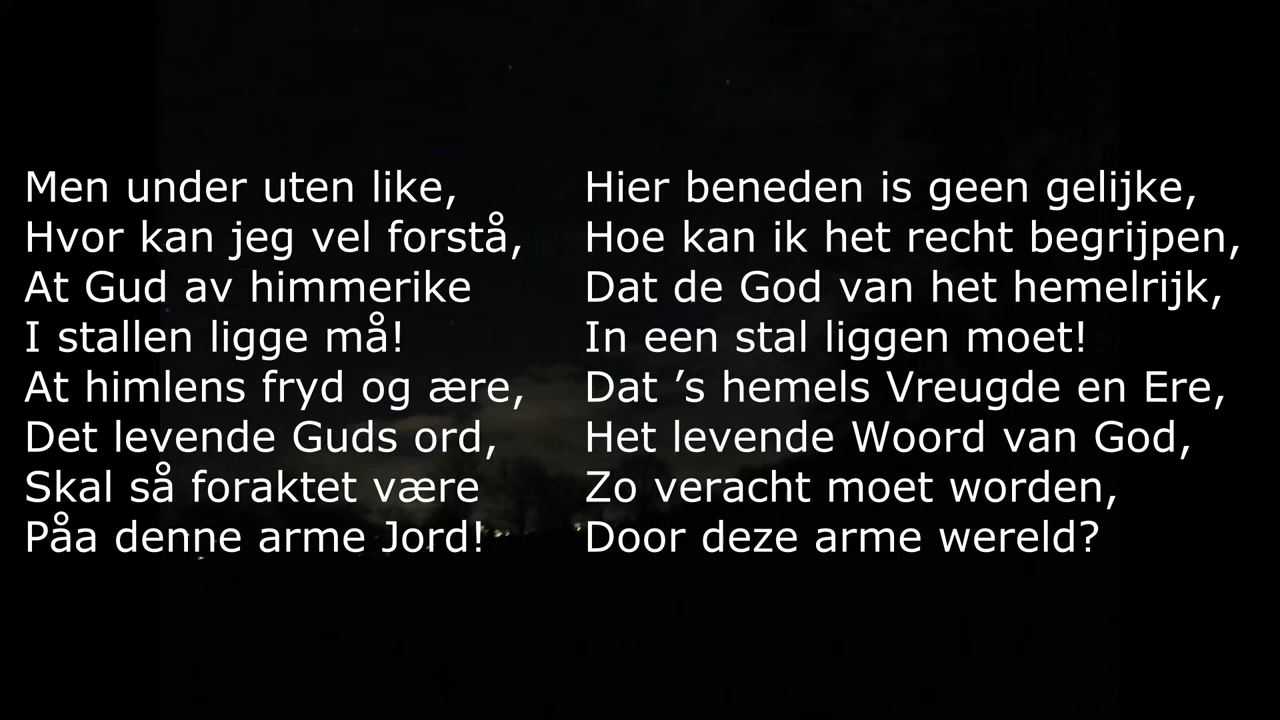 Men under uten like,
Hvor kan jeg vel forstå,
At Gud av himmerike
I stallen ligge må!
At himlens fryd og ære,
Det levende Guds ord,
Skal så foraktet være
Påa denne arme Jord!
Hier beneden is geen gelijke,
Hoe kan ik het recht begrijpen,
Dat de God van het hemelrijk,
In een stal liggen moet!
Dat ’s hemels Vreugde en Ere,
Het levende Woord van God,
Zo veracht moet worden,
Door deze arme wereld?